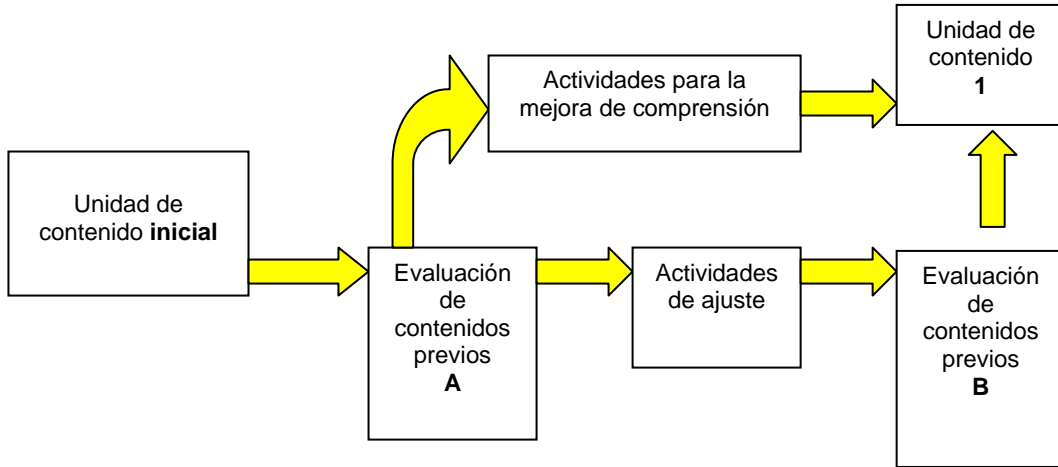 Unidad de
contenido
1
Actividades para la
mejora de comprensión
Unidad de
contenido inicial
Evaluación
de
contenidos
previos
A
Actividades
de ajuste
Evaluación
de
contenidos
previos
B